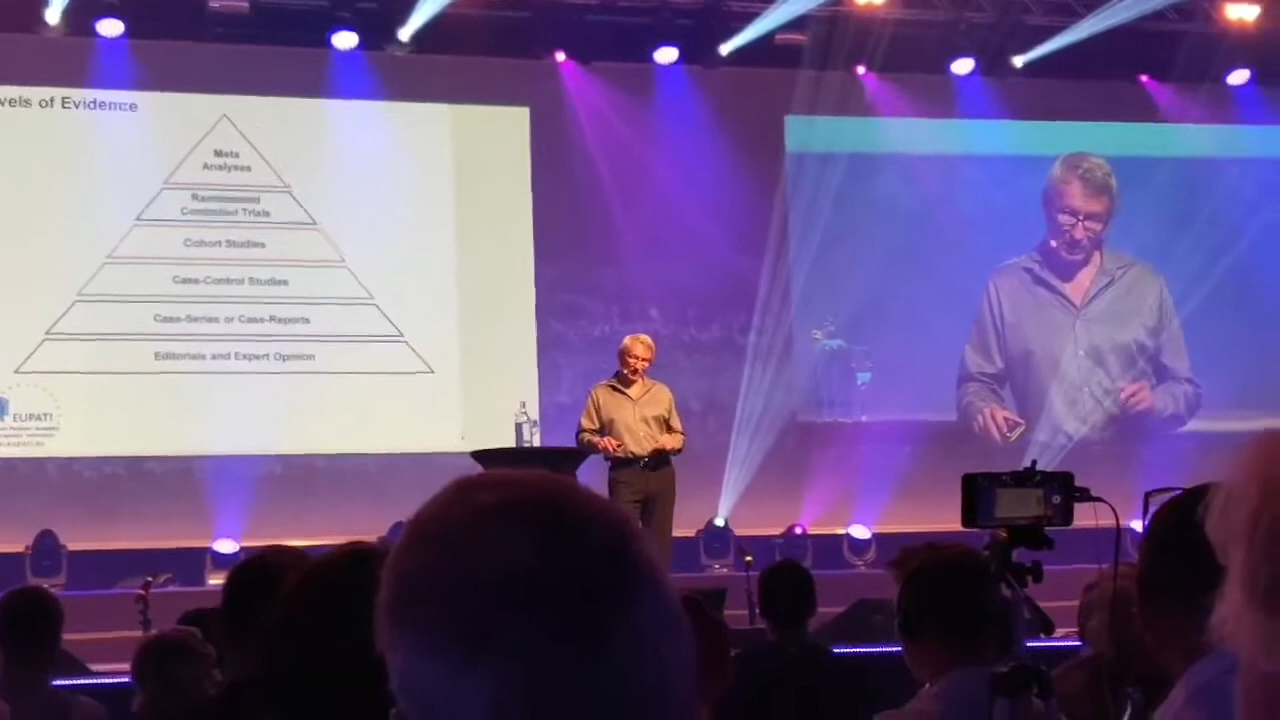 vels of Evidence
Meta
Analyses
Randomised
Controlled Trials
Cohort Studies
Case-Control Studies
Case-Series or Case-Reports
Editorials and Expert Opinion
EUPATI